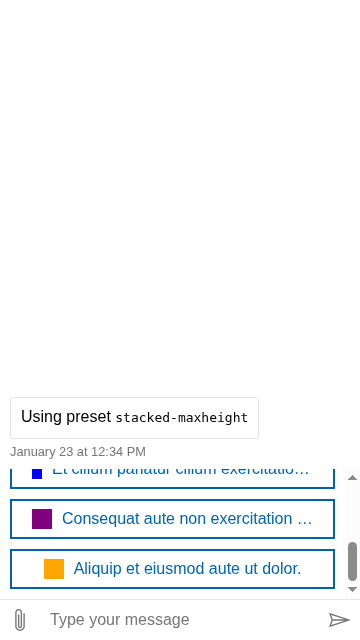 Using preset stacked-maxheight
January 23 at 12:34 PM
Et cillum pariatur cillum exercitatio…
Consequat aute non exercitation …
Aliquip et eiusmod aute ut dolor.
Type your message